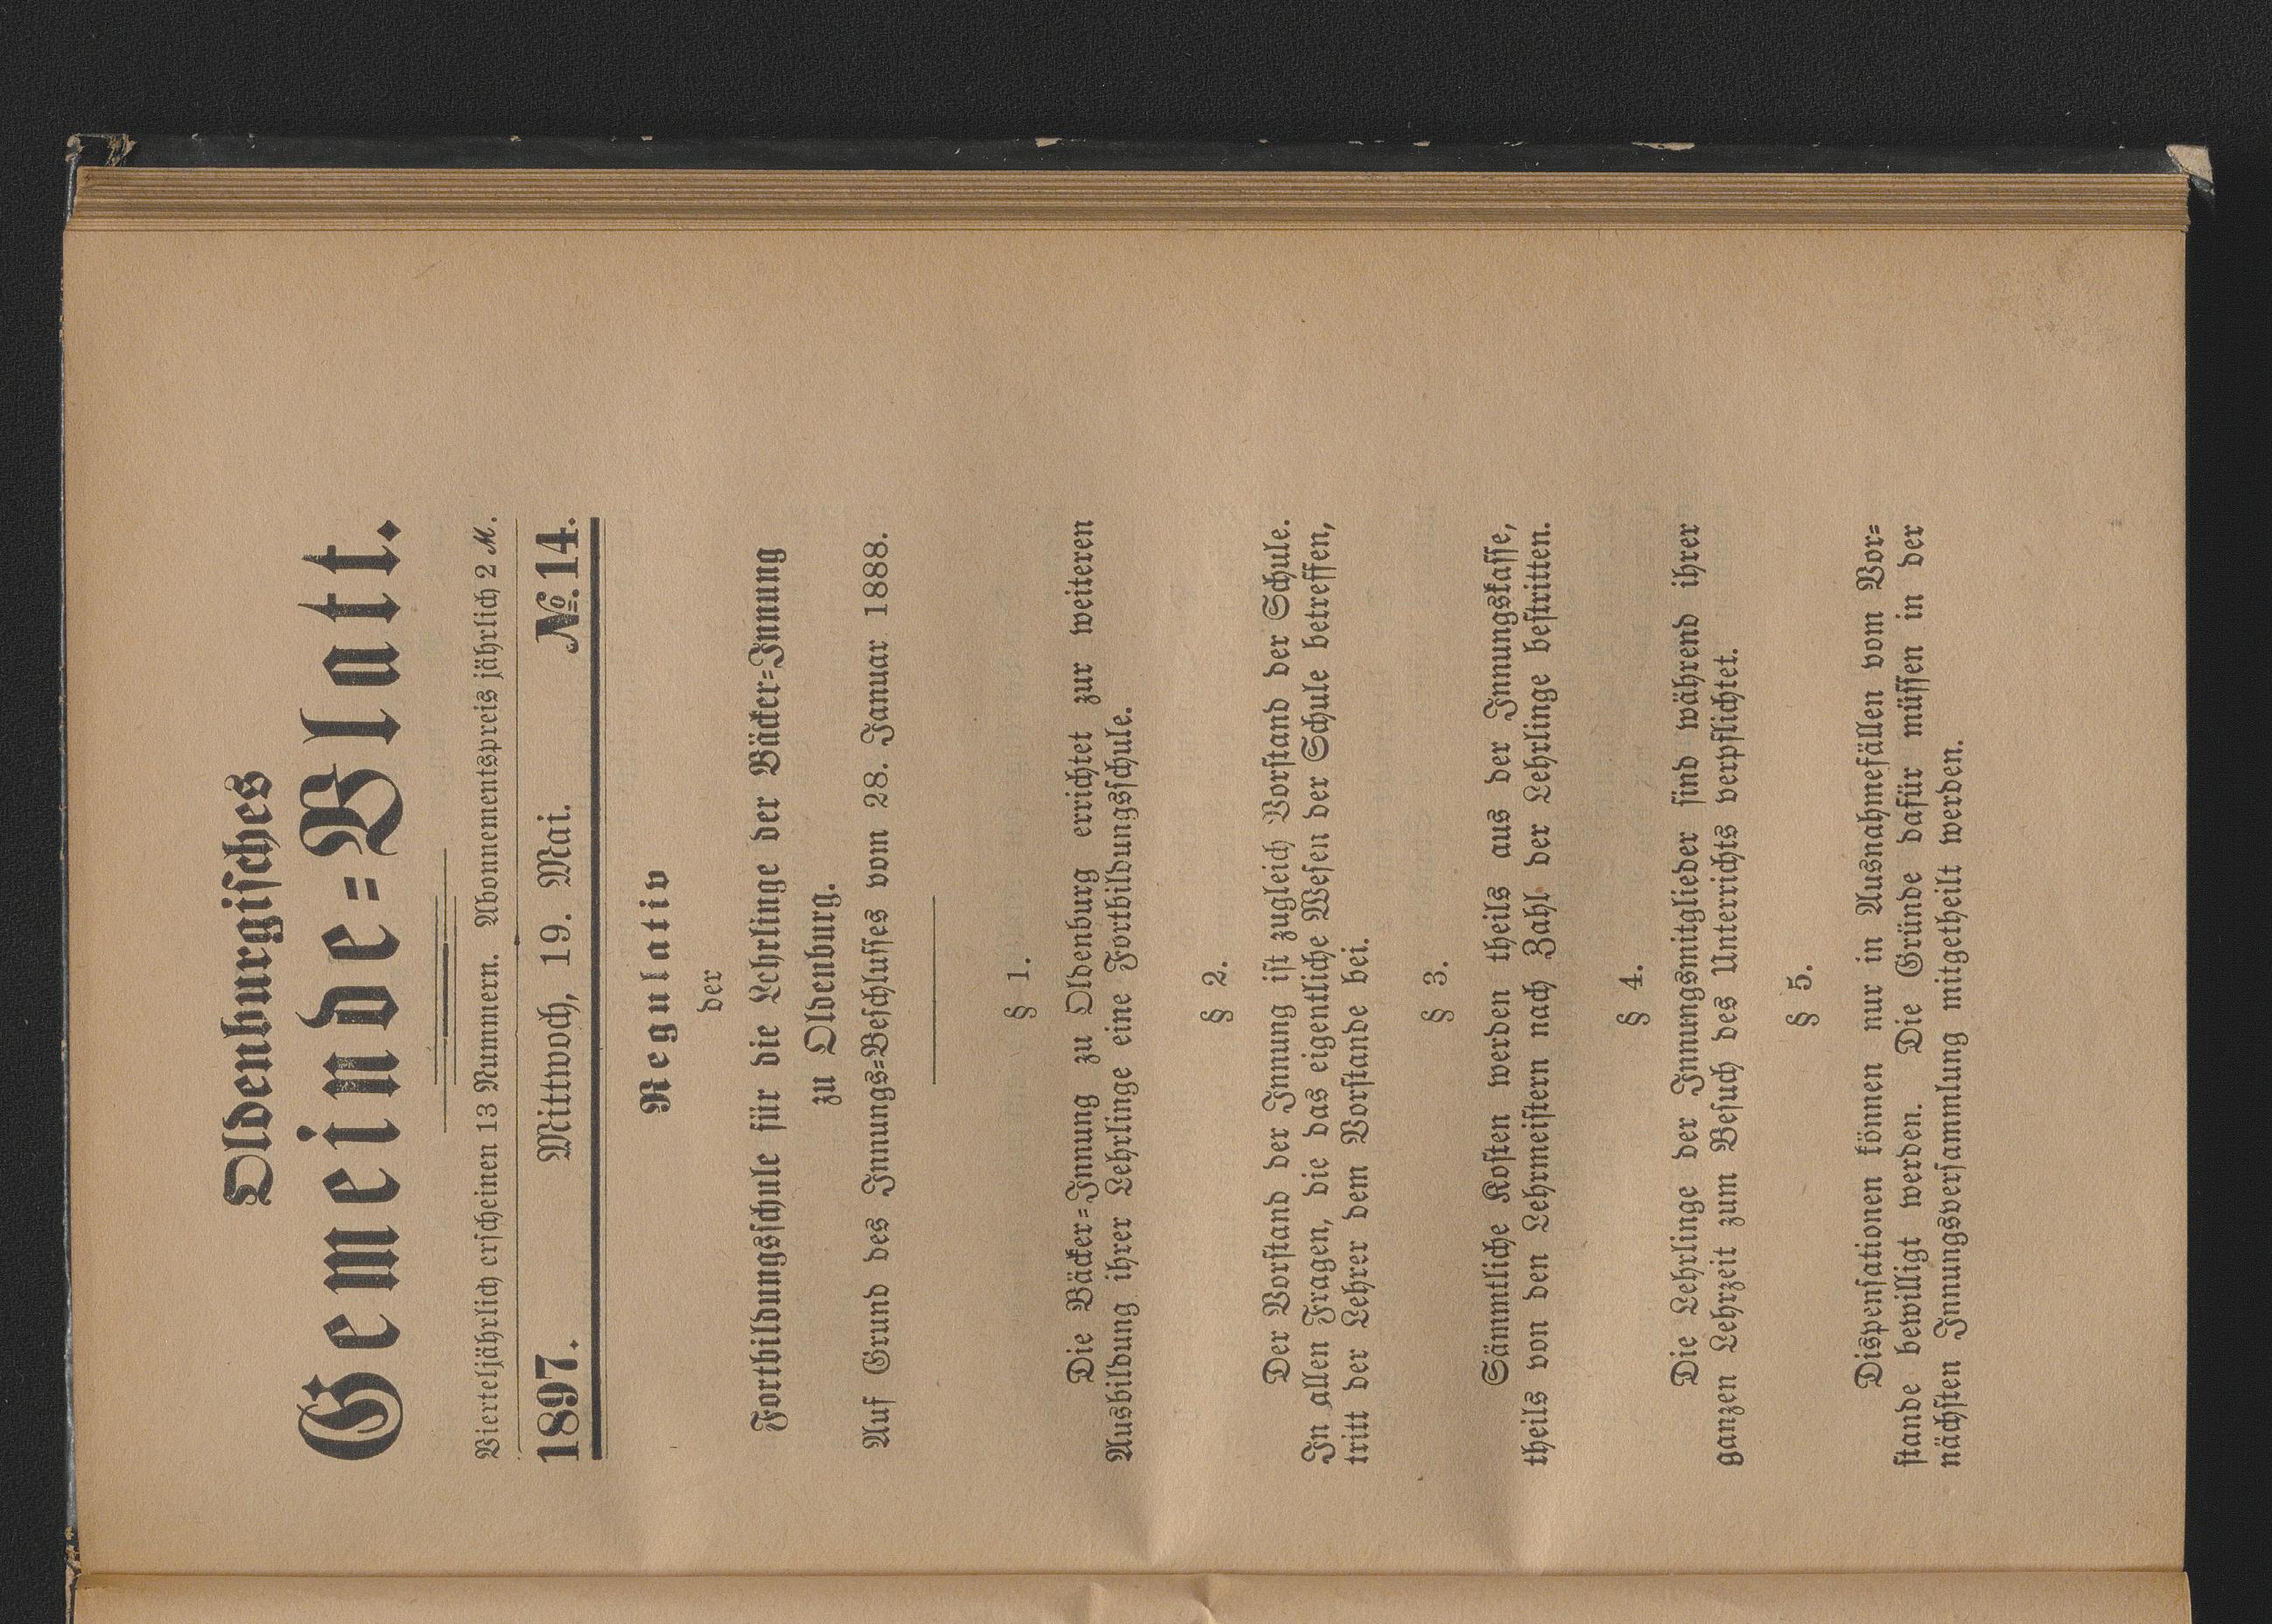 Oldenburgisches
Gemeinde=Blatt.
Vierteljährlich erscheinen 13 Nummern. Abonnementspreis jährlich 2 ℳ.
1897. Mittwoch, 19. Mai. №. 14.
Regulativ
der
Fortbildungsschule für die Lehrlinge der Bäcker=Innung
zu Oldenburg.
Auf Grund des Innungs=Beschlusses vom 28. Januar 1888.
§ 1.
Die Bäcker=Innung zu Oldenburg errichtet zur weiteren
Ausbildung ihrer Lehrlinge eine Fortbildungsschule.
§ 2.
Der Vorstand der Innung ist zugleich Vorstand der Schule.
In allen Fragen, die das eigentliche Wesen der Schule betreffen,
tritt der Lehrer dem Vorstande bei.
§ 3.
Sämmtliche Kosten werden theils aus der Innungskasse,
theils von den Lehrmeistern nach Zahl der Lehrlinge bestritten.
§ 4.
Die Lehrlinge der Innungsmitglieder sind während ihrer
ganzen Lehrzeit zum Besuch des Unterrichts verpflichtet.
§ 5.
Dispensationen können nur in Ausnahmefällen vom Vor=
stande bewilligt werden. Die Gründe dafür müssen in der
nächsten Innungsversammlung mitgetheilt werden.